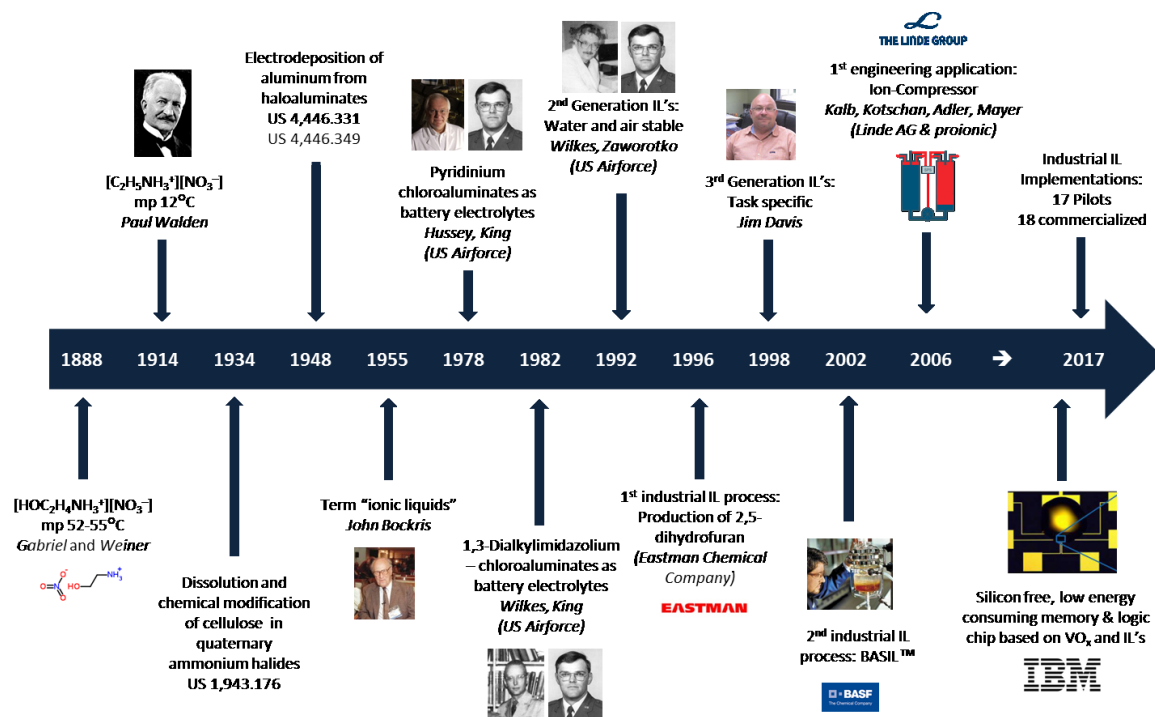 [C₂H₅NH₃⁺][NO₃⁻]
mp 12°C
Paul Walden
Electrodeposition of
aluminum from
haloaluminates
US 4,446.331
US 4,446.349
Pyridinium
chloroaluminates as
battery electrolytes
Hussey, King
(US Airforce)
2nd Generation IL's:
Water and air stable
Wilkes, Zaworotko
(US Airforce)
3rd Generation IL's:
Task specific
Jim Davis
THE LINDE GROUP
1st engineering application:
Ion-Compressor
Kalb, Kotschan, Adler, Mayer
(Linde AG & proionic)
Industrial IL
Implementations:
17 Pilots
18 commercialized
1888 1914 1934 1948 1955 1978 1982 1992 1996 1998 2002 2006 → 2017
[HOC₂H₄NH₃⁺][NO₃⁻]
mp 52-55°C
Gabriel and Weiner
O⁻
O=N⁺
O
HO
NH₃⁺
Dissolution and
chemical modification
of cellulose in
quaternary
ammonium halides
US 1,943.176
Term “ionic liquids”
John Bockris
1,3-Dialkylimidazolium
– chloroaluminates as
battery electrolytes
Wilkes, King
(US Airforce)
1st industrial IL process:
Production of 2,5-
dihydrofuran
(Eastman Chemical
Company)
EASTMAN
2nd industrial IL
process: BASIL™
BASF
The Chemical Company
Silicon free, low energy
consuming memory & logic
chip based on VOₓ and IL's
IBM